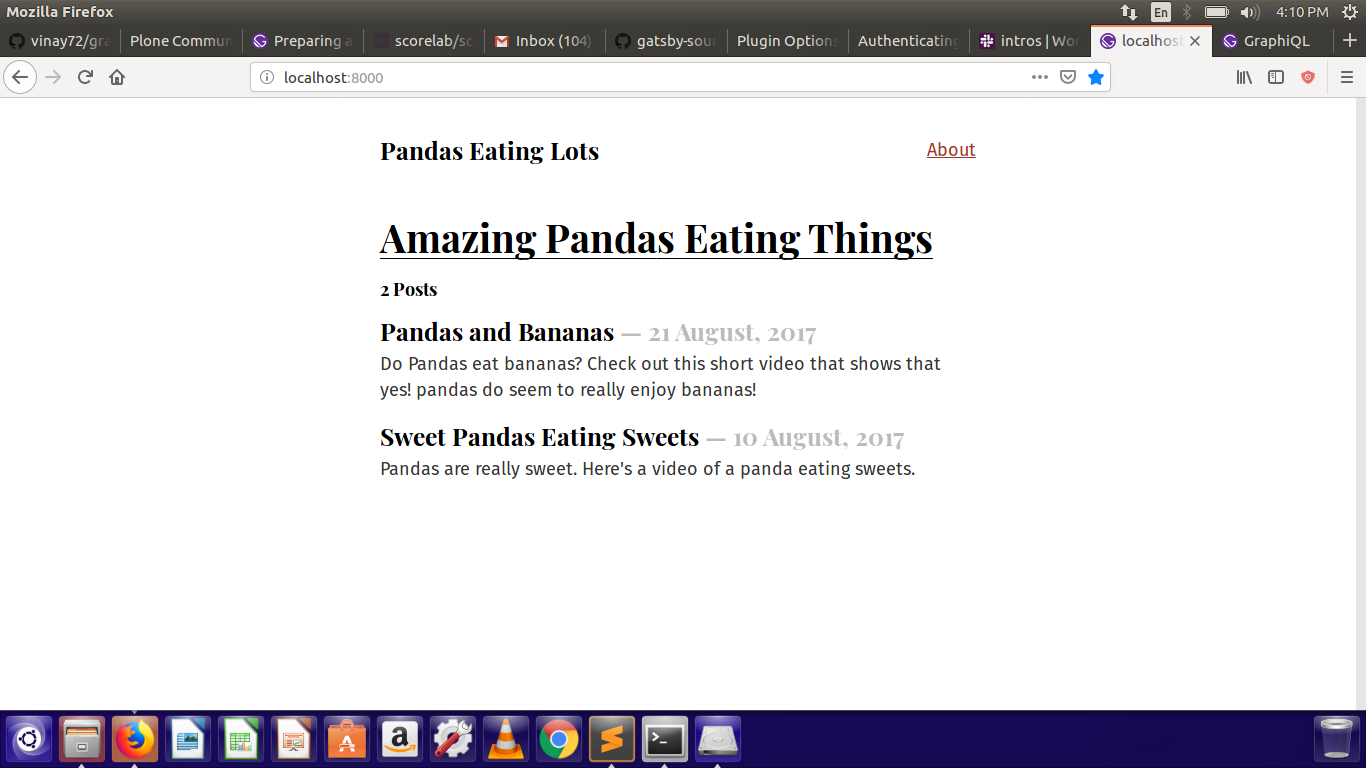 Mozilla Firefox
En
4:10 PM
vinay72/gra
Plone Commun
Preparing a
scorelab/sc
Inbox (104)
gatsby-sour
Plugin Options
Authenticating
intros | Wor
localhost
GraphiQL
localhost:8000
Pandas Eating Lots
About
Amazing Pandas Eating Things
2 Posts
Pandas and Bananas — 21 August, 2017
Do Pandas eat bananas? Check out this short video that shows that
yes! pandas do seem to really enjoy bananas!
Sweet Pandas Eating Sweets — 10 August, 2017
Pandas are really sweet. Here's a video of a panda eating sweets.